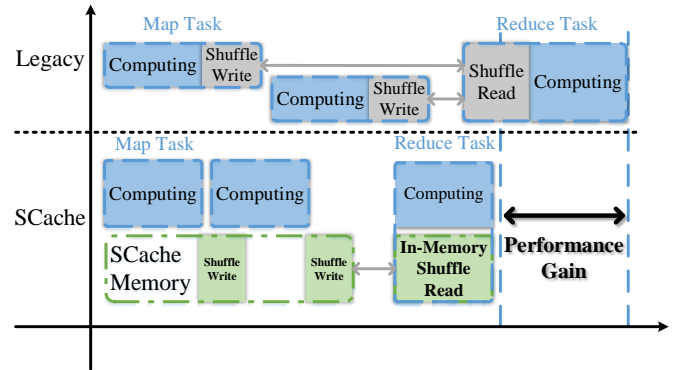 Map Task
Reduce Task
Legacy
Computing
Shuffle
Write
Computing
Shuffle
Write
Shuffle
Read
Computing
Map Task
Reduce Task
SCache
Computing
Computing
Computing
SCache
Memory
Shuffle
Write
Shuffle
Write
In-Memory
Shuffle
Read
Performance
Gain